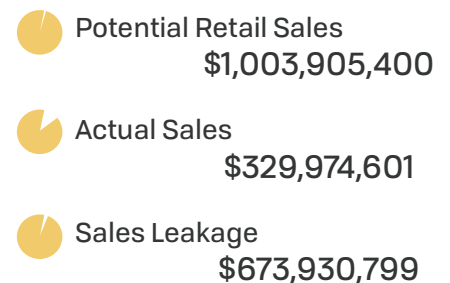 Potential Retail Sales
$1,003,905,400
Actual Sales
$329,974,601
Sales Leakage
$673,930,799